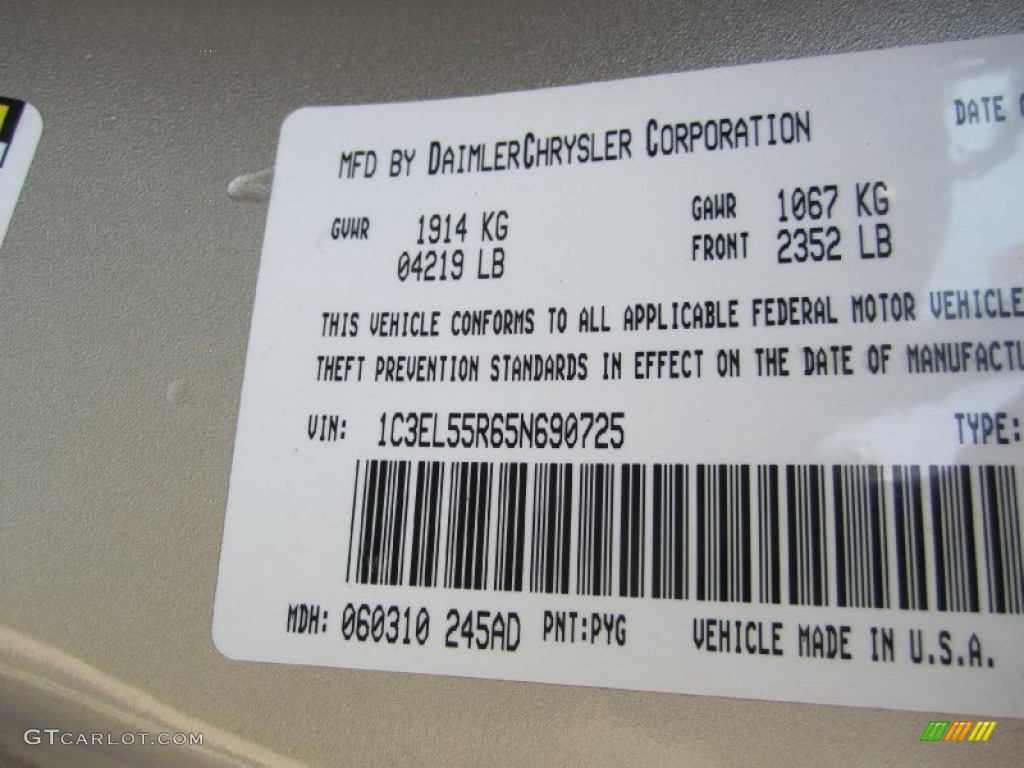 MFD BY DAIMLERCHRYSLER CORPORATION
DATE
GVWR 1914 KG
04219 LB
GAWR 1067 KG
FRONT 2352 LB
THIS VEHICLE CONFORMS TO ALL APPLICABLE FEDERAL MOTOR VEHICLE
THEFT PREVENTION STANDARDS IN EFFECT ON THE DATE OF MANUFACTU
VIN: 1C3EL55R65N690725
TYPE:
MDH: 060310 245AD PNT:PYG VEHICLE MADE IN U.S.A.
GTCARLOT.COM